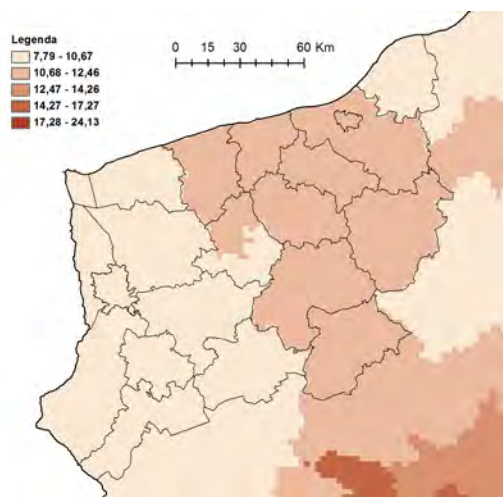 Legenda
7,79 - 10,67
10,68 - 12,46
12,47 - 14,26
14,27 - 17,27
17,28 - 24,13
0 15 30 60 Km